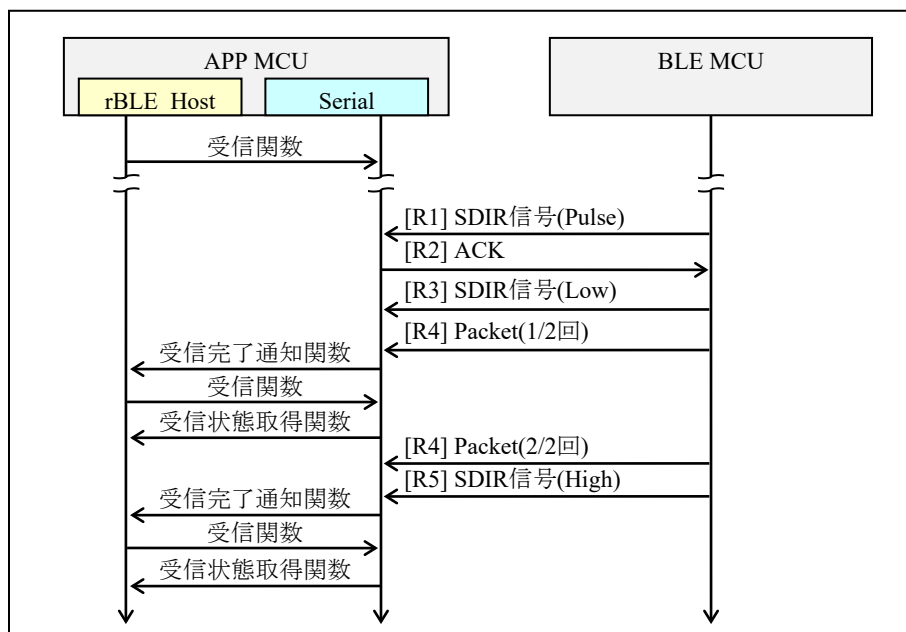 APP MCU
BLE MCU
rBLE_Host
Serial
受信関数
[R1] SDIR信号(Pulse)
[R2] ACK
[R3] SDIR信号(Low)
[R4] Packet(1/2回)
受信完了通知関数
受信関数
受信状態取得関数
[R4] Packet(2/2回)
[R5] SDIR信号(High)
受信完了通知関数
受信関数
受信状態取得関数